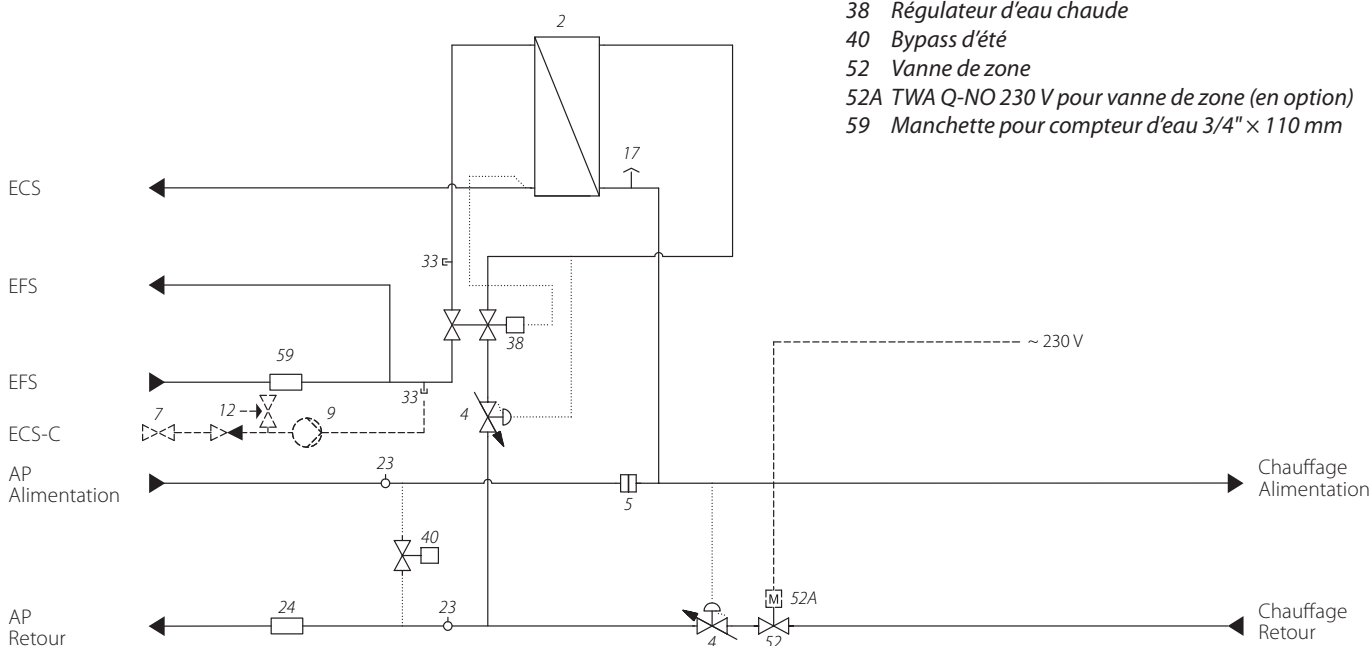 38 Régulateur d'eau chaude
40 Bypass d'été
52 Vanne de zone
52A TWA Q-NO 230 V pour vanne de zone (en option)
59 Manchette pour compteur d'eau 3/4" × 110 mm
2
17
ECS
33
EFS
38
~ 230 V
59
EFS
33
4
7
12
9
ECS-C
23
AP
Alimentation
5
Chauffage
Alimentation
40
24
23
M
52A
AP
Retour
4
52
Chauffage
Retour